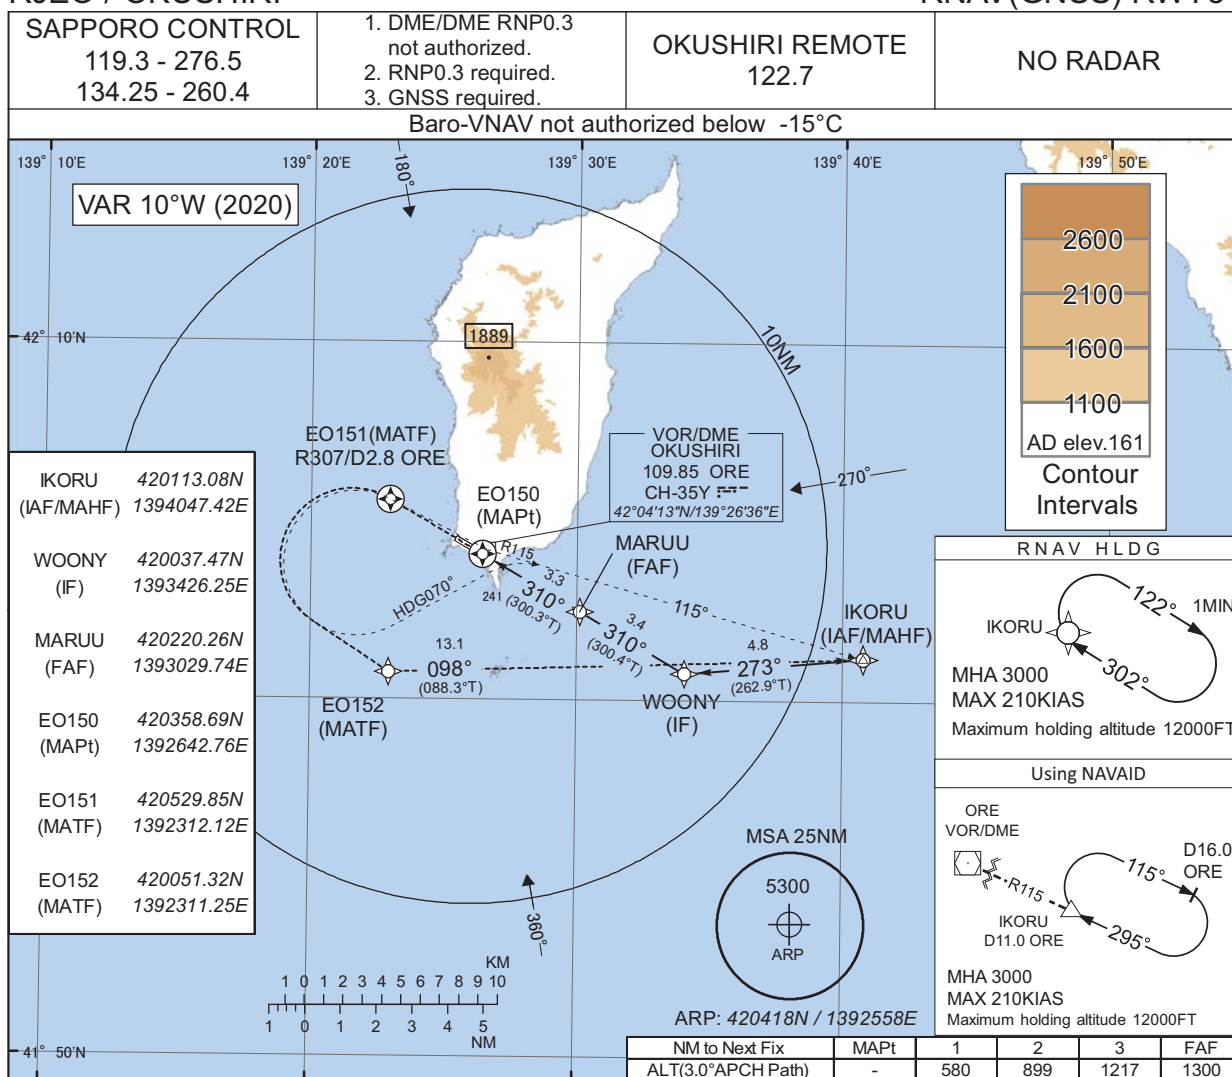 SAPPORO CONTROL
119.3 - 276.5
134.25 - 260.4
1. DME/DME RNP0.3
not authorized.
2. RNP0.3 required.
3. GNSS required.
OKUSHIRI REMOTE
122.7
NO RADAR
Baro-VNAV not authorized below -15°C
139° 10'E
139° 20'E
139° 30'E
139° 40'E
139° 50'E
VAR 10°W (2020)
180°
2600
2100
1600
1100
AD elev.161
Contour
Intervals
42° 10'N
1889
10NM
EO151(MATF)
R307/D2.8 ORE
VOR/DME
OKUSHIRI
109.85 ORE
CH-35Y
42°04'13"N/139°26'36"E
270°
EO150
(MAPt)
MARUU
(FAF)
R115
3.3
310°
(300.3°T)
241
HDG070°
115°
3.4
310°
(300.4°T)
IKORU
(IAF/MAHF)
4.8
273°
(262.9°T)
13.1
098°
(088.3°T)
EO152
(MATF)
WOONY
(IF)
IKORU 420113.08N
(IAF/MAHF) 1394047.42E
WOONY 420037.47N
(IF) 1393426.25E
MARUU 420220.26N
(FAF) 1393029.74E
EO150 420358.69N
(MAPt) 1392642.76E
EO151 420529.85N
(MATF) 1392312.12E
EO152 420051.32N
(MATF) 1392311.25E
RNAV HLDG
IKORU
122°
1MIN
302°
MHA 3000
MAX 210KIAS
Maximum holding altitude 12000FT
Using NAVAID
ORE
VOR/DME
R115
115°
D16.0
ORE
IKORU
D11.0 ORE
295°
MHA 3000
MAX 210KIAS
Maximum holding altitude 12000FT
MSA 25NM
5300
ARP
ARP: 420418N / 1392558E
360°
KM
1 0 1 2 3 4 5 6 7 8 9 10
1 0 1 2 3 4 5
NM
41° 50'N
NM to Next Fix MAPt 1 2 3 FAF
ALT(3.0°APCH Path) - 580 899 1217 1300